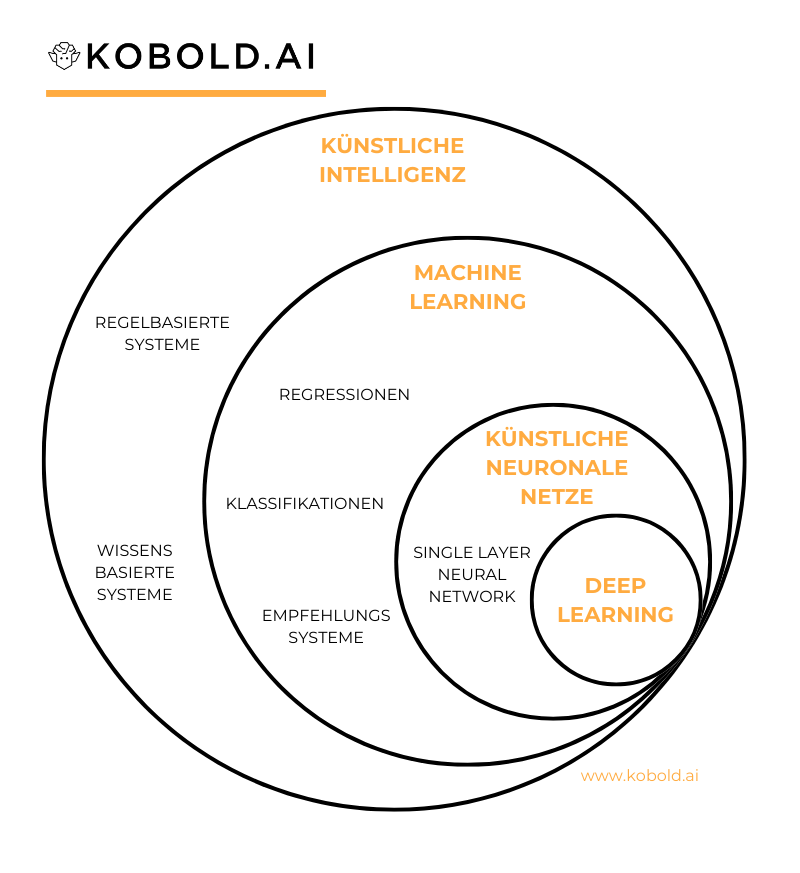 KOBOLD.AI
KÜNSTLICHE
INTELLIGENZ
MACHINE
LEARNING
REGELBASIERTE
SYSTEME
REGRESSIONEN
KÜNSTLICHE
NEURONALE
NETZE
KLASSIFIKATIONEN
WISSENS
BASIERTE
SYSTEME
SINGLE LAYER
NEURAL
NETWORK
DEEP
LEARNING
EMPFEHLUNGS
SYSTEME
www.kobold.ai